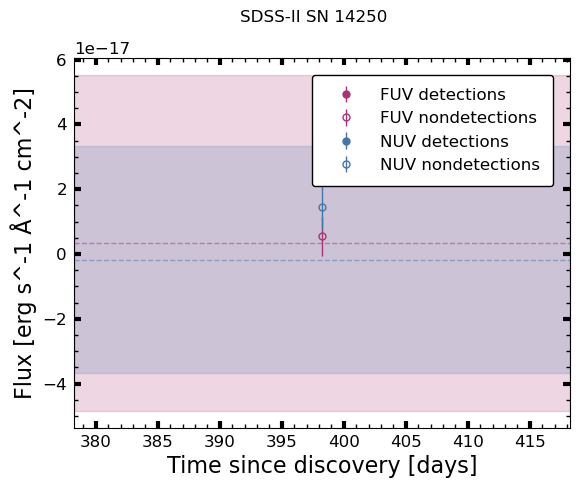 SDSS-II SN 14250
1e−17
6
4
2
0
−2
−4
Flux [erg s^-1 Å^-1 cm^-2]
FUV detections
FUV nondetections
NUV detections
NUV nondetections
380 385 390 395 400 405 410 415
Time since discovery [days]